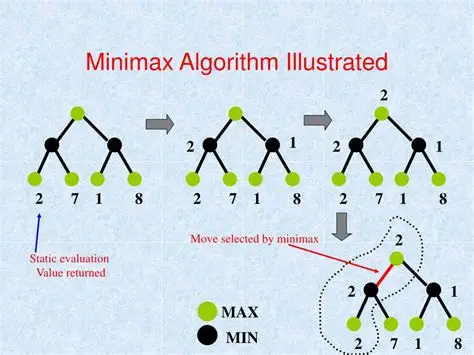 Minimax Algorithm Illustrated
2
2 1 2 1
2 7 1 8 2 7 1 8 2 7 1 8
Move selected by minimax 2
Static evaluation
Value returned
2 1
MAX
MIN
2 7 1 8